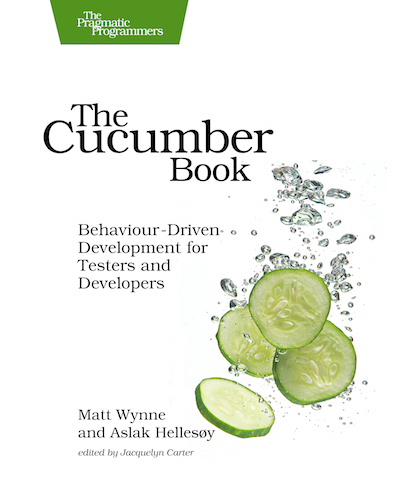 The
Pragmatic
Programmers
The
Cucumber
Book
Behaviour-Driven
Development for
Testers and
Developers
Matt Wynne
and Aslak Hellesøy
edited by Jacquelyn Carter